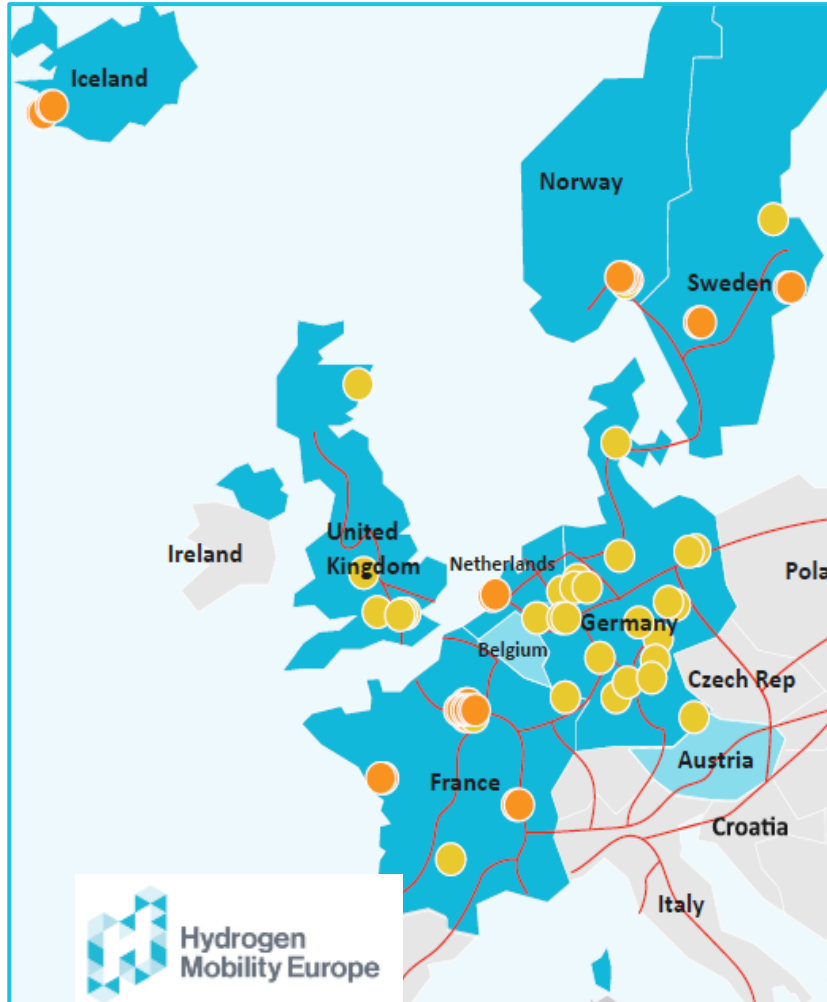 Iceland
Norway
Sweden
United
Kingdom
Ireland
Netherlands
Germany
Pola
Belgium
Czech Rep
Austria
France
Croatia
Italy
Hydrogen
Mobility Europe